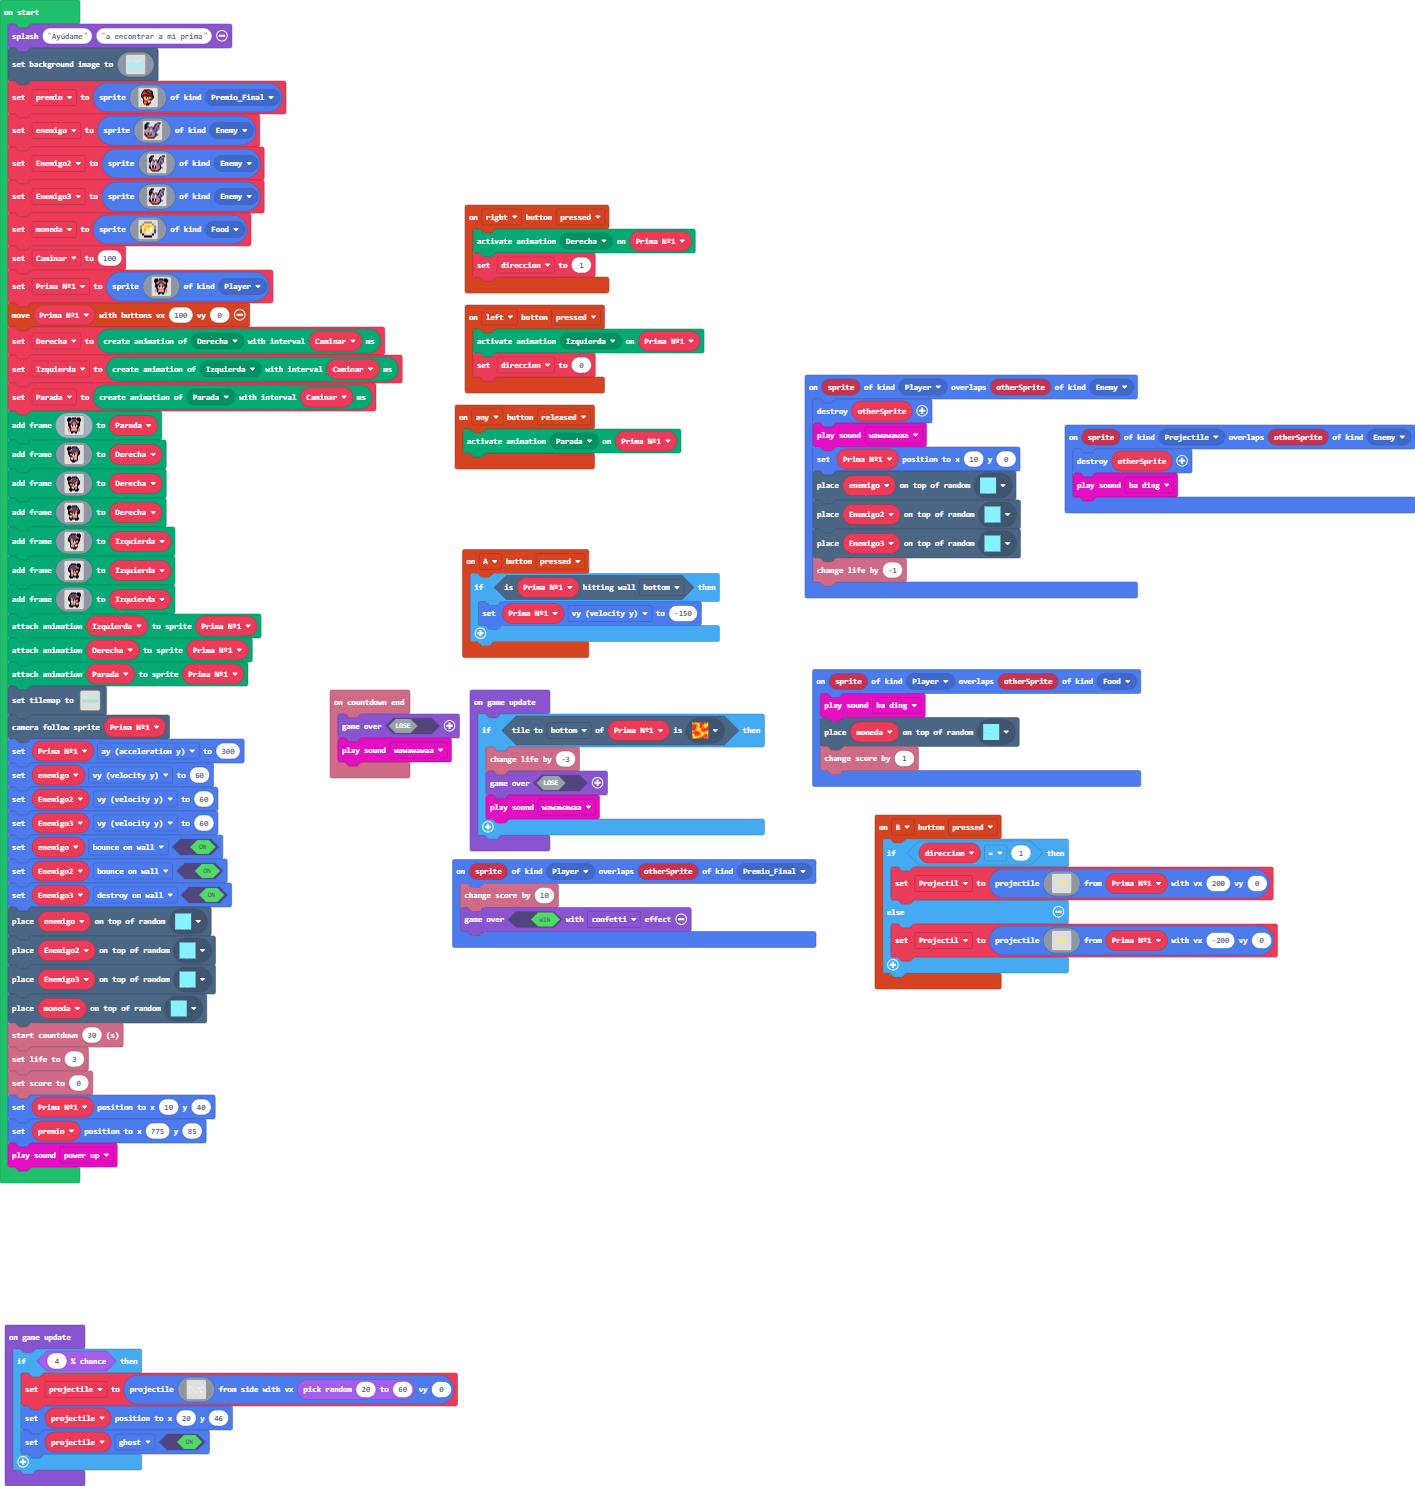 on start
splash "Ayúdame" "a encontrar a mi prima"
set background image to
set premio to sprite of kind Premio_Final
set enemigo to sprite of kind Enemy
set Enemigo2 to sprite of kind Enemy
set Enemigo3 to sprite of kind Enemy
set moneda to sprite of kind Food
set Caminar to 100
set Prima Nº1 to sprite of kind Player
move Prima Nº1 with buttons vx 100 vy 0
set Derecha to create animation of Derecha with interval Caminar ms
set Izquierda to create animation of Izquierda with interval Caminar ms
set Parada to create animation of Parada with interval Caminar ms
add frame to Parada
add frame to Derecha
add frame to Derecha
add frame to Derecha
add frame to Izquierda
add frame to Izquierda
add frame to Izquierda
attach animation Izquierda to sprite Prima Nº1
attach animation Derecha to sprite Prima Nº1
attach animation Parada to sprite Prima Nº1
set tilemap to
camera follow sprite Prima Nº1
set Prima Nº1 ay (acceleration y) to 300
set enemigo vy (velocity y) to 60
set Enemigo2 vy (velocity y) to 60
set Enemigo3 vy (velocity y) to 60
set enemigo bounce on wall ON
set Enemigo2 bounce on wall ON
set Enemigo3 destroy on wall ON
place enemigo on top of random
place Enemigo2 on top of random
place Enemigo3 on top of random
place moneda on top of random
start countdown 30 (s)
set life to 3
set score to 0
set Prima Nº1 position to x 10 y 40
set premio position to x 775 y 85
play sound power up
on right button pressed
activate animation Derecha on Prima Nº1
set direccion to 1
on left button pressed
activate animation Izquierda on Prima Nº1
set direccion to 0
on any button released
activate animation Parada on Prima Nº1
on A button pressed
if is Prima Nº1 hitting wall bottom then
set Prima Nº1 vy (velocity y) to -150
on countdown end
game over LOSE
play sound wawawawaa
on game update
if tile to bottom of Prima Nº1 is then
change life by -3
game over LOSE
play sound wawawawaa
on sprite of kind Player overlaps otherSprite of kind Premio_Final
change score by 10
game over WIN with confetti effect
on sprite of kind Player overlaps otherSprite of kind Enemy
destroy otherSprite
play sound wawawawaa
set Prima Nº1 position to x 10 y 0
place enemigo on top of random
place Enemigo2 on top of random
place Enemigo3 on top of random
change life by -1
on sprite of kind Projectile overlaps otherSprite of kind Enemy
destroy otherSprite
play sound ba ding
on sprite of kind Player overlaps otherSprite of kind Food
play sound ba ding
place moneda on top of random
change score by 1
on B button pressed
if direccion = 1 then
set Projectil to projectile from Prima Nº1 with vx 200 vy 0
else
set Projectil to projectile from Prima Nº1 with vx -200 vy 0
on game update
if 4 % chance then
set projectile to projectile from side with vx pick random 20 to 60 vy 0
set projectile position to x 20 y 46
set projectile ghost ON